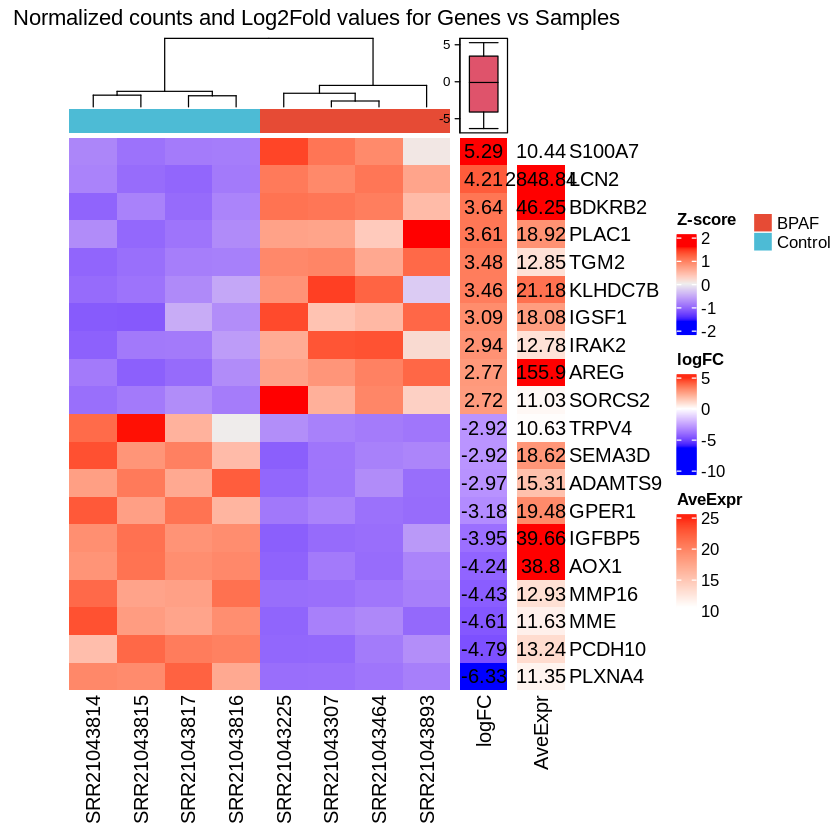 Normalized counts and Log2Fold values for Genes vs Samples
5
0
-5
5.29 10.44 S100A7
4.21 2848.84 LCN2
3.64 46.25 BDKRB2
3.61 18.92 PLAC1
3.48 12.85 TGM2
3.46 21.18 KLHDC7B
3.09 18.08 IGSF1
2.94 12.78 IRAK2
2.77 155.9 AREG
2.72 11.03 SORCS2
-2.92 10.63 TRPV4
-2.92 18.62 SEMA3D
-2.97 15.31 ADAMTS9
-3.18 19.48 GPER1
-3.95 39.66 IGFBP5
-4.24 38.8 AOX1
-4.43 12.93 MMP16
-4.61 11.63 MME
-4.79 13.24 PCDH10
-6.33 11.35 PLXNA4
SRR21043814
SRR21043815
SRR21043817
SRR21043816
SRR21043225
SRR21043307
SRR21043464
SRR21043893
logFC
AveExpr
Z-score
2
1
0
-1
-2
logFC
5
0
-5
-10
AveExpr
25
20
15
10
BPAF
Control